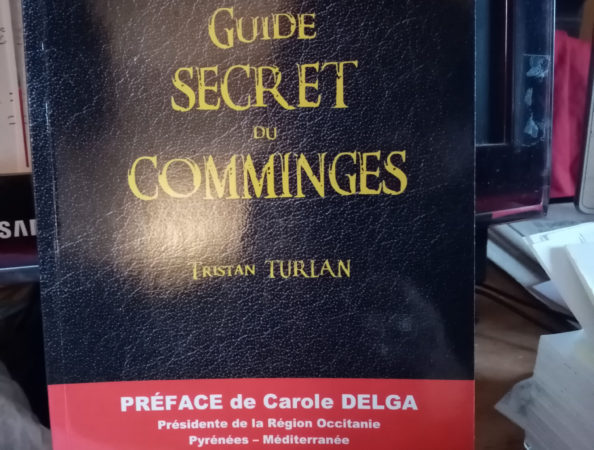 GUIDE
SECRET
DU
COMMINGES
TRISTAN TURLAN
PRÉFACE de Carole DELGA
Présidente de la Région Occitanie
Pyrénées – Méditerranée